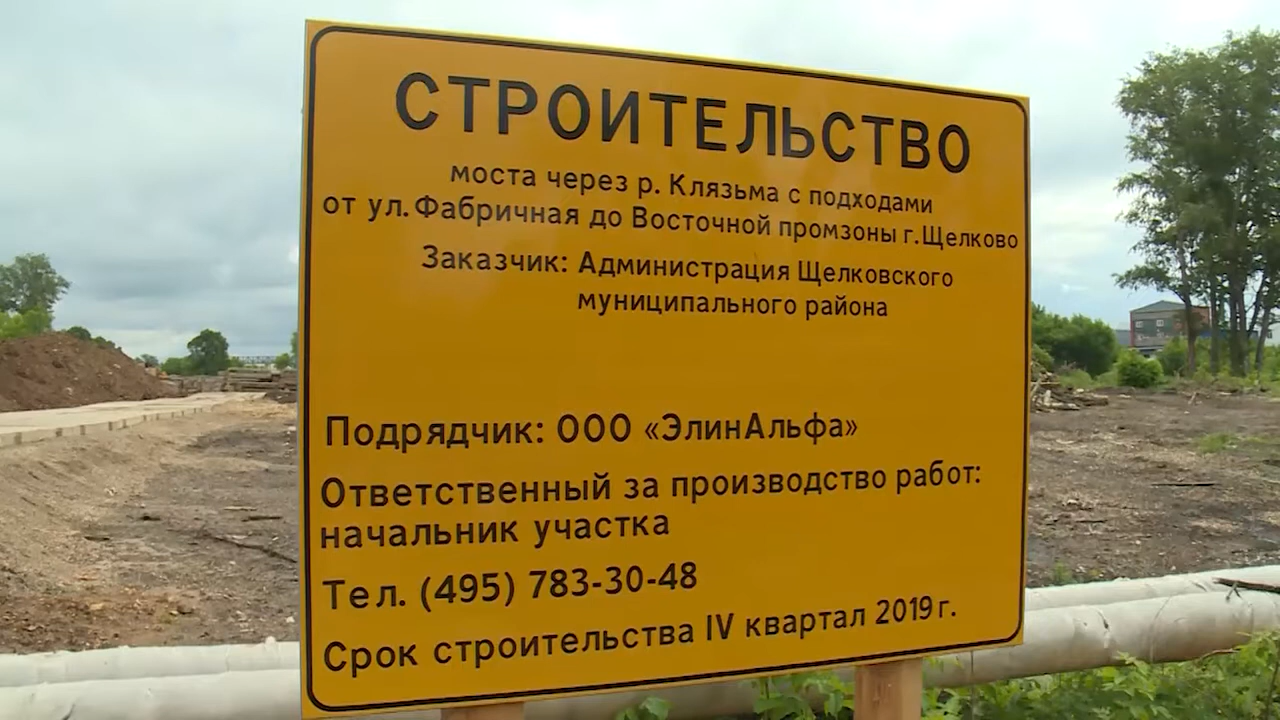 СТРОИТЕЛЬСТВО
моста через р. Клязьма с подходами
от ул. Фабричная до Восточной промзоны г.Щелково
Заказчик: Администрация Щелковского
муниципального района
Подрядчик: ООО «ЭлинАльфа»
Ответственный за производство работ:
начальник участка
Тел. (495) 783-30-48
Срок строительства IV квартал 2019 г.